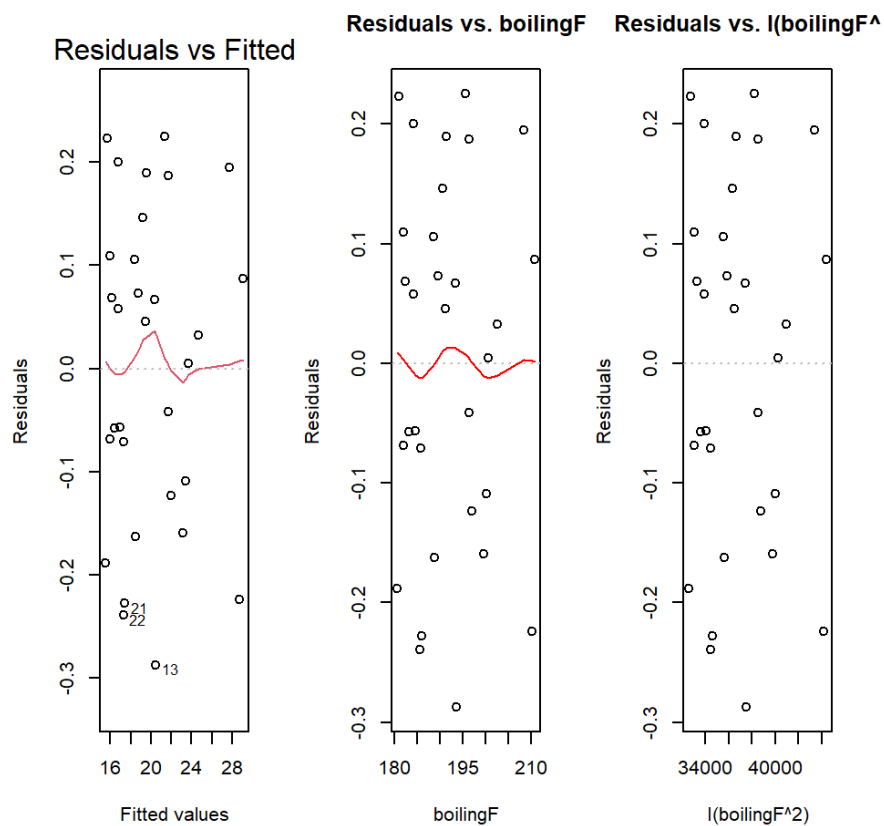 Residuals vs Fitted
Residuals
0.2
0.1
0.0
-0.1
-0.2
-0.3
21
22
13
16 20 24 28
Fitted values
Residuals vs. boilingF
Residuals
0.2
0.1
0.0
-0.1
-0.2
-0.3
180 195 210
boilingF
Residuals vs. I(boilingF^
Residuals
0.2
0.1
0.0
-0.1
-0.2
-0.3
34000 40000
I(boilingF^2)